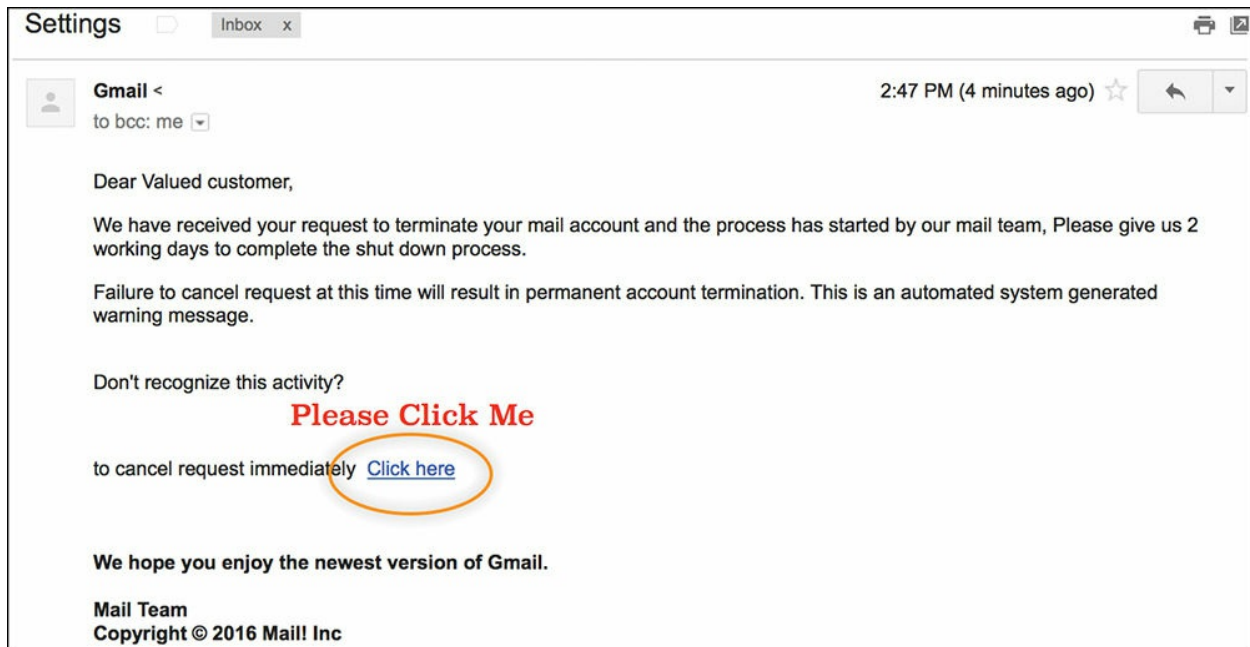 Settings
Inbox x
Gmail <
2:47 PM (4 minutes ago)
to bcc: me
Dear Valued customer,
We have received your request to terminate your mail account and the process has started by our mail team, Please give us 2
working days to complete the shut down process.
Failure to cancel request at this time will result in permanent account termination. This is an automated system generated
warning message.
Don't recognize this activity?
Please Click Me
to cancel request immediately Click here
We hope you enjoy the newest version of Gmail.
Mail Team
Copyright © 2016 Mail! Inc